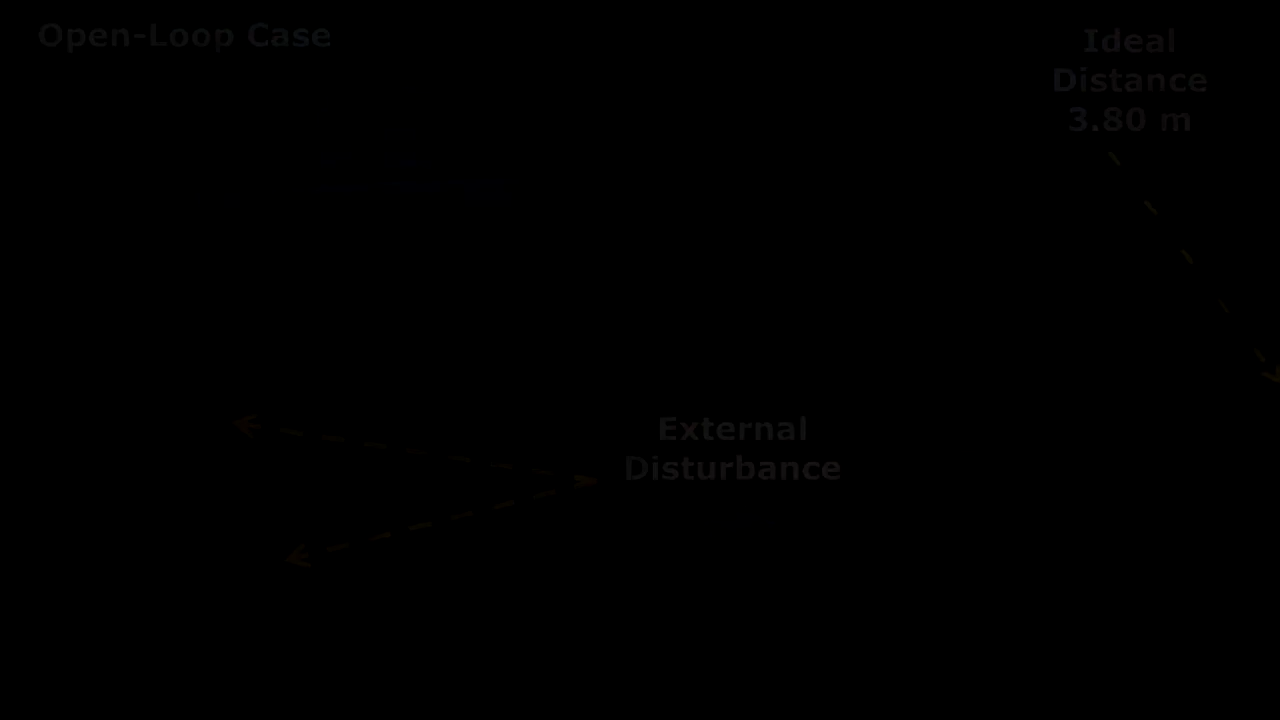 Open-Loop Case
Ideal
Distance
3.80 m
External
Disturbance